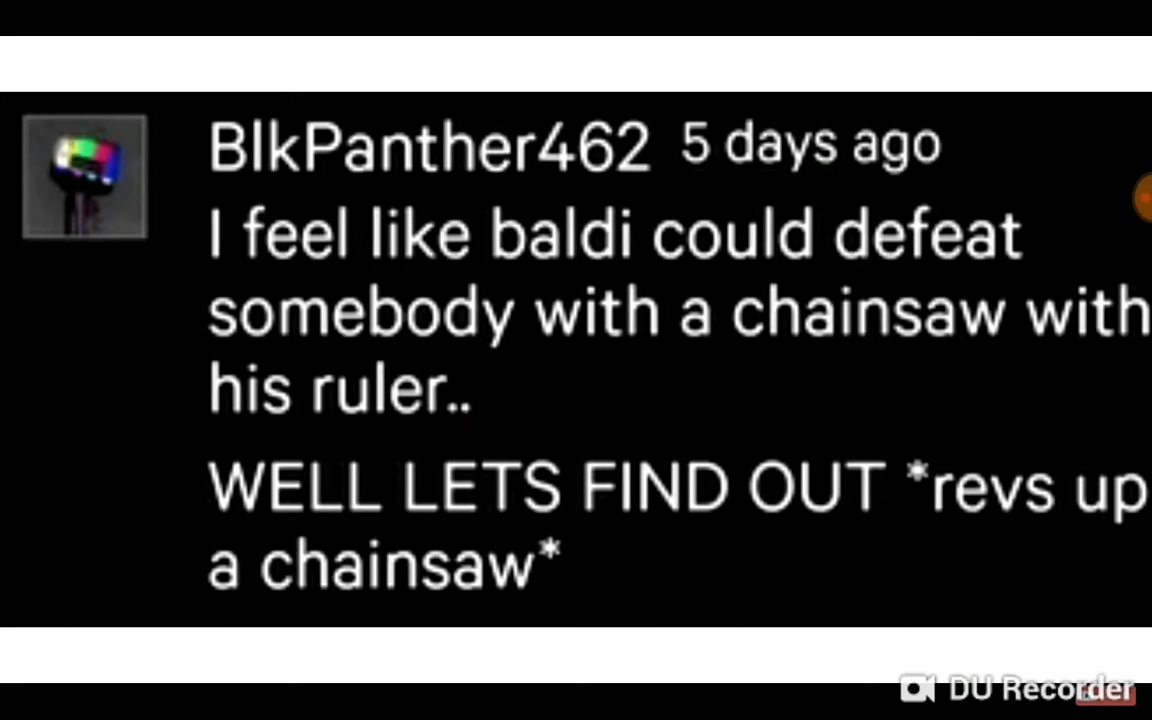 BlkPanther462 5 days ago
I feel like baldi could defeat
somebody with a chainsaw with
his ruler..
WELL LETS FIND OUT *revs up
a chainsaw*
DU Recorder